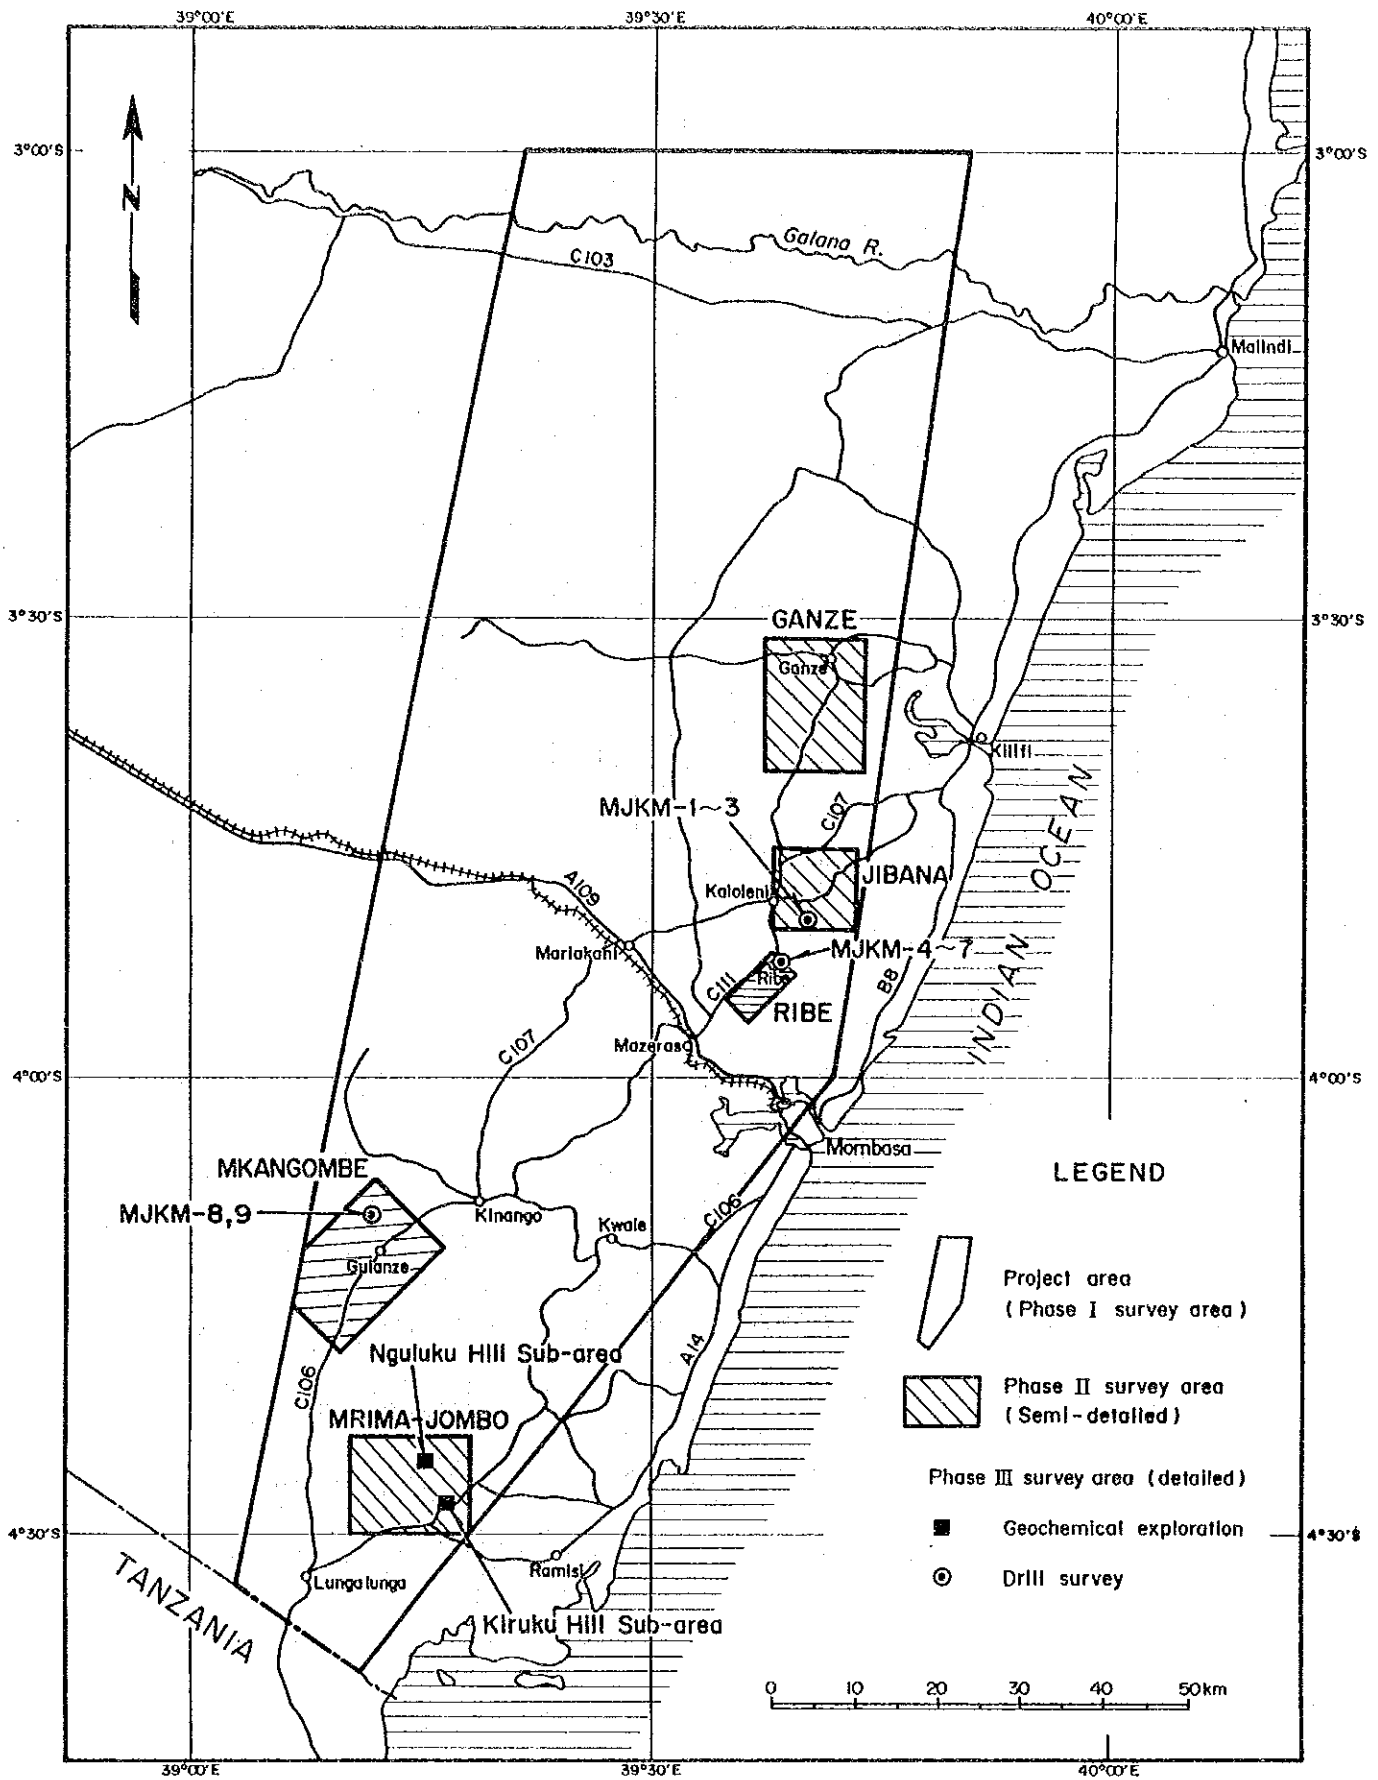 39°00'E
39°30'E
40°00'E
3°00'S
3°00'S
N
Galana R.
C103
Malindi
3°30'S
3°30'S
GANZE
Ganze
Kilifi
MJKM-1~3
C107
JIBANA
A109
Kaloleni
Mariakani
MJKM-4~7
C111
Ribe
B8
RIBE
INDIAN OCEAN
C107
Mazeras
4°00'S
4°00'S
Mombasa
MKANGOMBE
LEGEND
MJKM-8,9
Kinango
C106
Kwale
Gulanze
Project area
(Phase I survey area)
Nguluku Hill Sub-area
A14
C106
Phase II survey area
(Semi-detailed)
MRIMA-JOMBO
Phase III survey area (detailed)
Geochemical exploration
4°30'S
4°30'S
Ramisi
Drill survey
Lungalunga
TANZANIA
Kiruku Hill Sub-area
0 10 20 30 40 50km
39°00'E
39°30'E
40°00'E